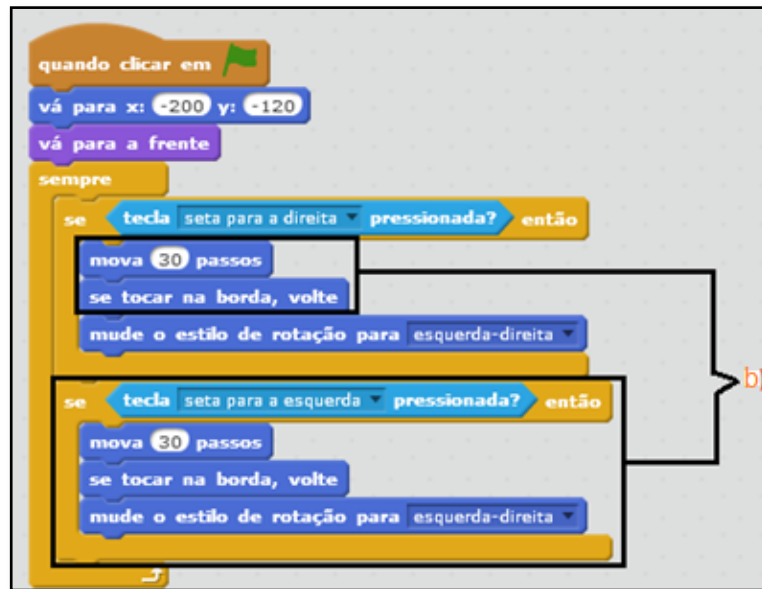 quando clicar em
vá para x: -200 y: -120
vá para a frente
sempre
se tecla seta para a direita pressionada? então
mova 30 passos
se tocar na borda, volte
mude o estilo de rotação para esquerda-direita
se tecla seta para a esquerda pressionada? então
mova 30 passos
se tocar na borda, volte
mude o estilo de rotação para esquerda-direita
b)